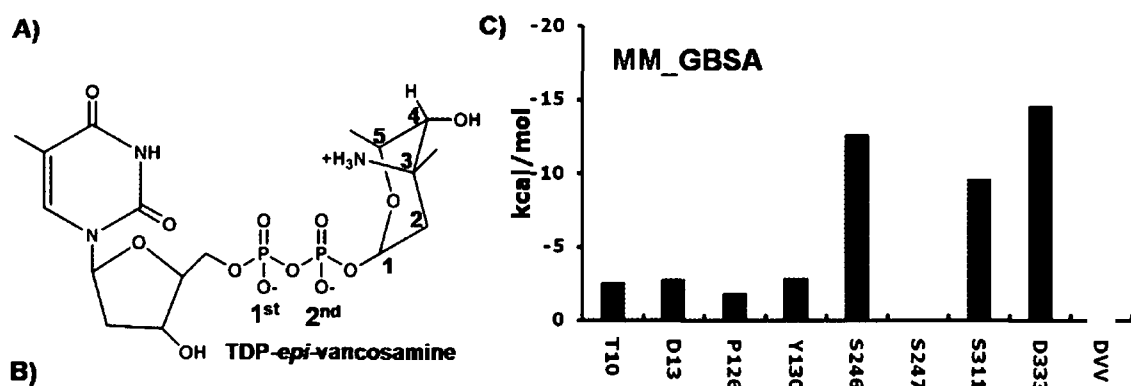 A)
O
NH
N
O
O
O
O
P
O
P
O
O-
O-
1st
2nd
OH
H
4
OH
5
+H3N
3
O
2
1
TDP-epi-vancosamine
B)
C)
MM_GBSA
kcal/mol
-20
-15
-10
-5
0
T10
D13
P126
Y130
S246
S247
S311
D333
DVV